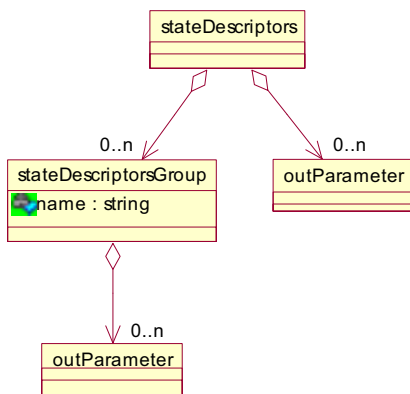 stateDescriptors
0..n
0..n
stateDescriptorsGroup
name : string
outParameter
0..n
outParameter